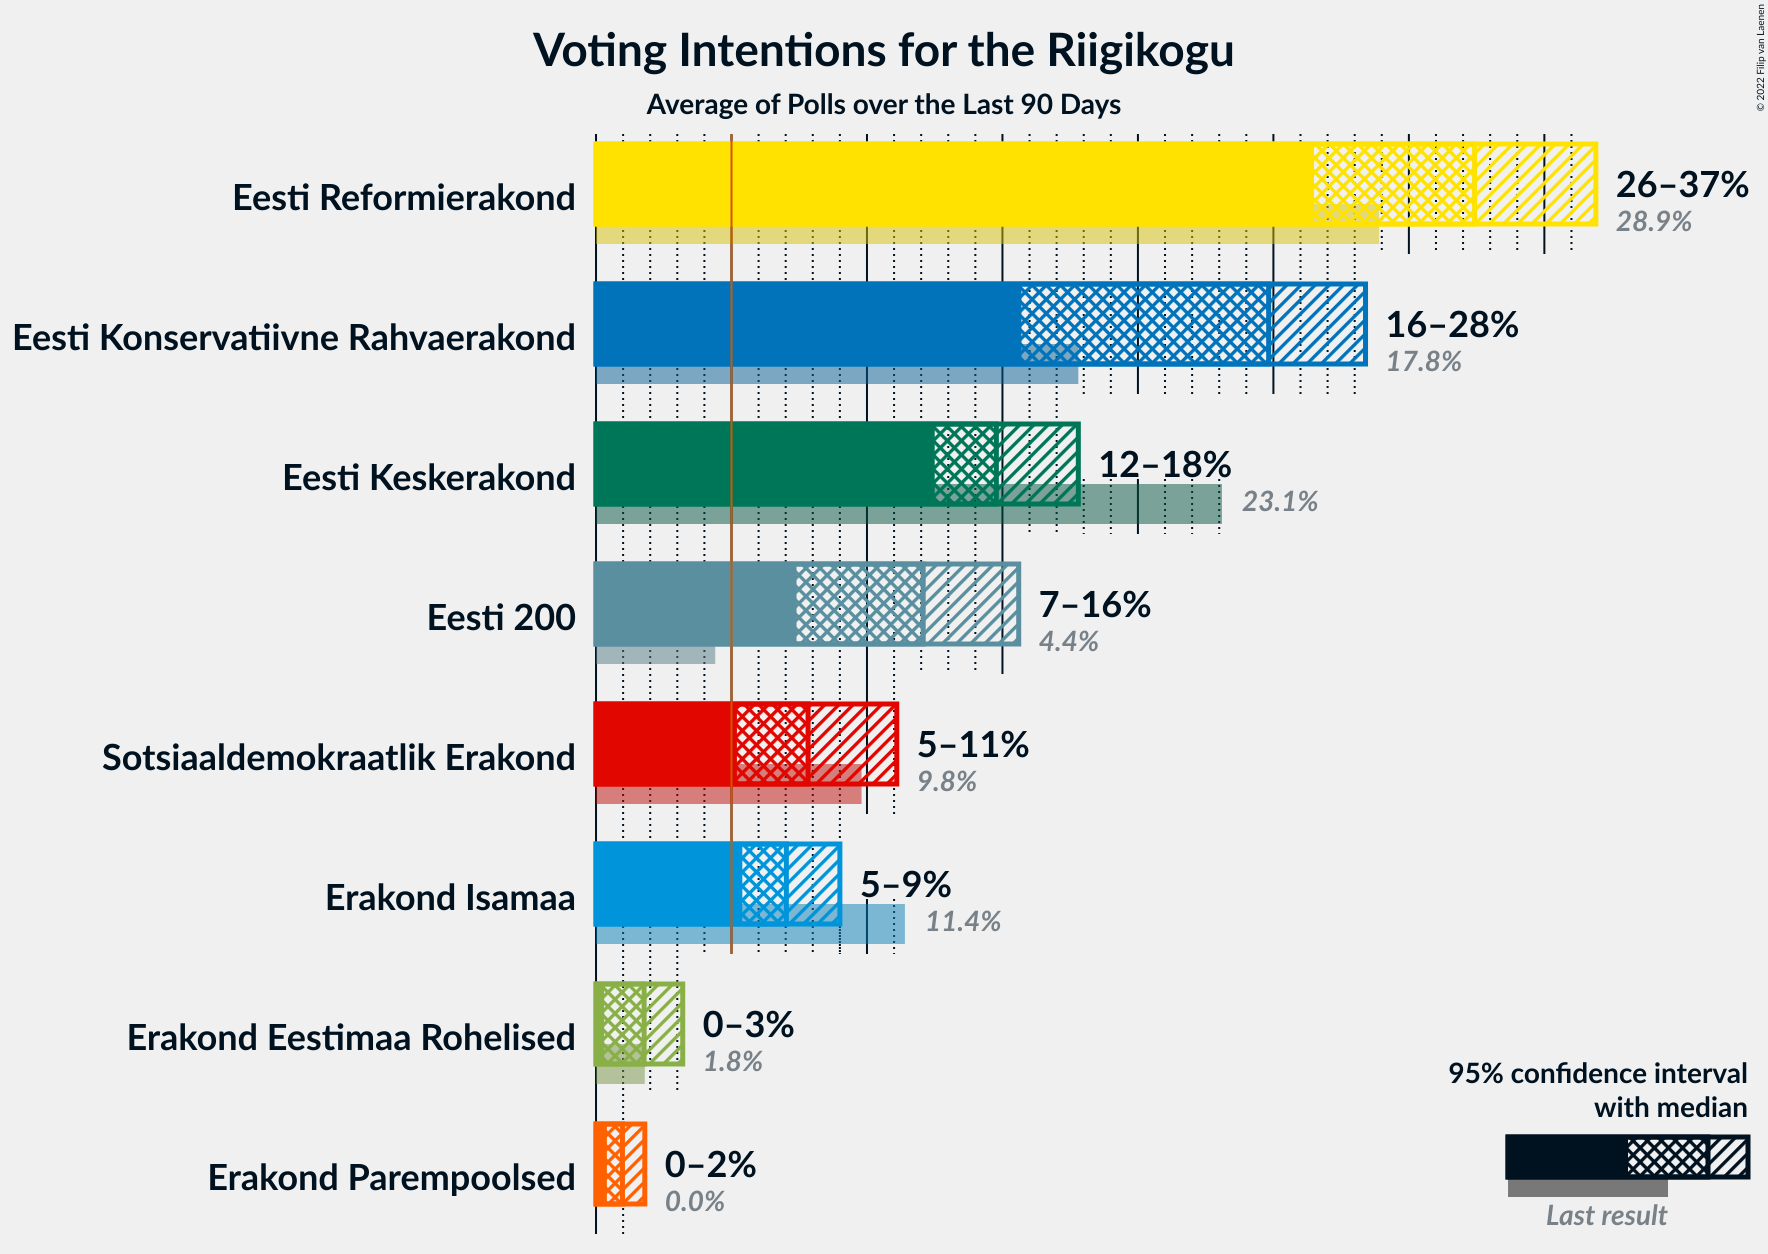 Voting Intentions for the Riigikogu
Average of Polls over the Last 90 Days
© 2022 Filip van Laenen
Eesti Reformierakond
26–37%
28.9%
Eesti Konservatiivne Rahvaerakond
16–28%
17.8%
Eesti Keskerakond
12–18%
23.1%
Eesti 200
7–16%
4.4%
Sotsiaaldemokraatlik Erakond
5–11%
9.8%
Erakond Isamaa
5–9%
11.4%
Erakond Eestimaa Rohelised
0–3%
1.8%
Erakond Parempoolsed
0–2%
0.0%
95% confidence interval
with median
Last result